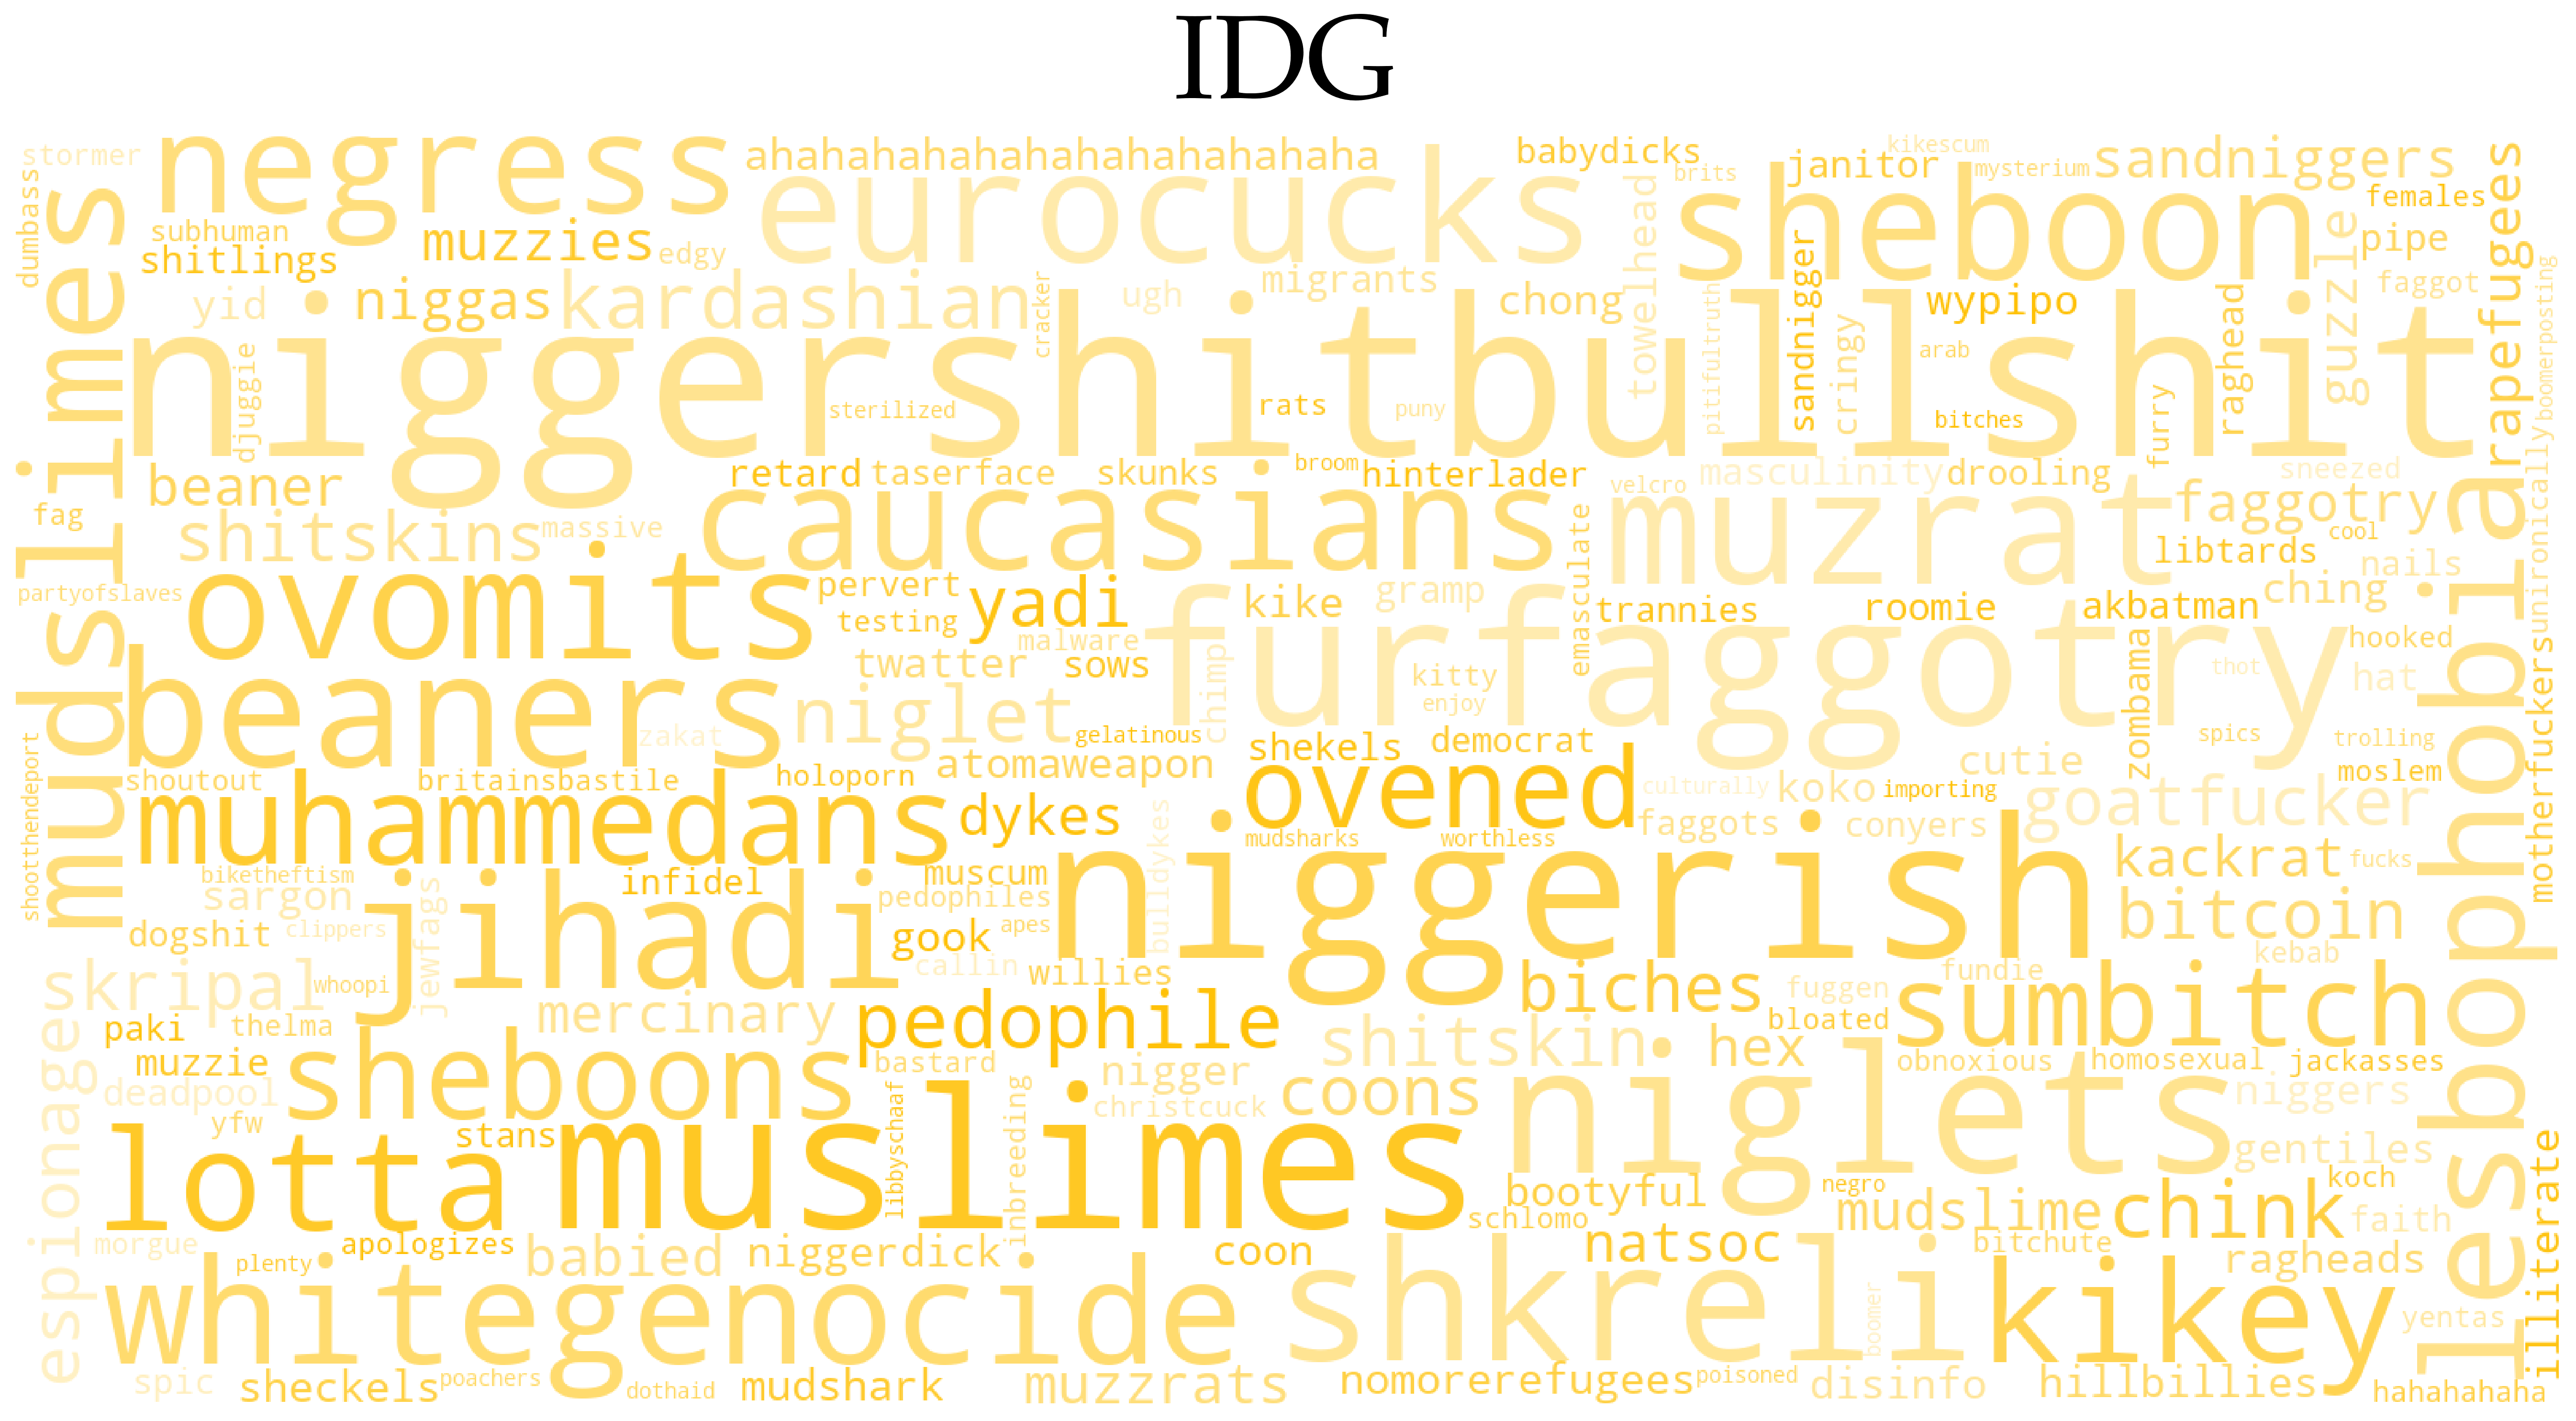 IDG
stormer
negress
ahahahahahahahahahahaha
babydicks
kikescum
janitor
mysterium
sandniggers
brits
eurocucks
sheboon
females
dumbass
subhuman
muzzies
edgy
towelhead
pipe
shitlings
mudslimes
yid
niggas
kardashian
cracker
ugh
migrants
chong
pitifultruth
sandnigger
wypipo
cringy
arab
raghead
guzzle
faggot
rapefugees
boomerposting
djuggie
niggershit
bullshit
sterilized
rats
puny
bitches
furry
beaner
retard
taserface
skunks
broom
hinterlader
velcro
masculinity
drooling
sneezed
unironically
fag
shitskins
massive
caucasians
emasculate
muzrat
faggotry
cool
libtards
nails
partyofslaves
ovomits
pervert
testing
yadi
malware
kike
gramp
trannies
roomie
akbatman
ching
lesbophobia
beaners
twatter
sows
chimp
furfaggotry
kitty
enjoy
zombama
hooked
thot
hat
motherfuckers
zakat
niglet
gelatinous
shekels
democrat
spics
trolling
shootthendeport
shoutout
britainsbastile
holoporn
atomaweapon
ovened
culturally
koko
importing
cutie
moslem
muhammedans
dykes
bulldykes
mudsharks
worthless
faggots
conyers
goatfucker
biketheftism
sargon
infidel
muscum
pedophiles
niggerish
kackrat
fucks
jewfags
jihadi
dogshit
clippers
gook
apes
bitcoin
skripal
whoopi
callin
willies
biches
fundie
fuggen
kebab
espionage
mercinary
pedophile
sumbitch
paki
thelma
bloated
muzzie
sheboons
bastard
nigger
shitskin
hex
obnoxious
homosexual
jackasses
deadpool
libbyschaaf
inbreeding
christcuck
coons
niglets
niggers
yfw
stans
lotta
muslimes
gentiles
illiterate
bootyful
negro
koch
schlomo
mudslime
chink
faith
morgue
apologizes
plenty
babied
niggerdick
coon
natsoc
bitchute
ragheads
whitegenocide
shkreli
boomer
kikey
yentas
spic
sheckels
poachers
dothaid
mudshark
muzzrats
nomorerefugees
poisoned
disinfo
hillbillies
hahahahaha